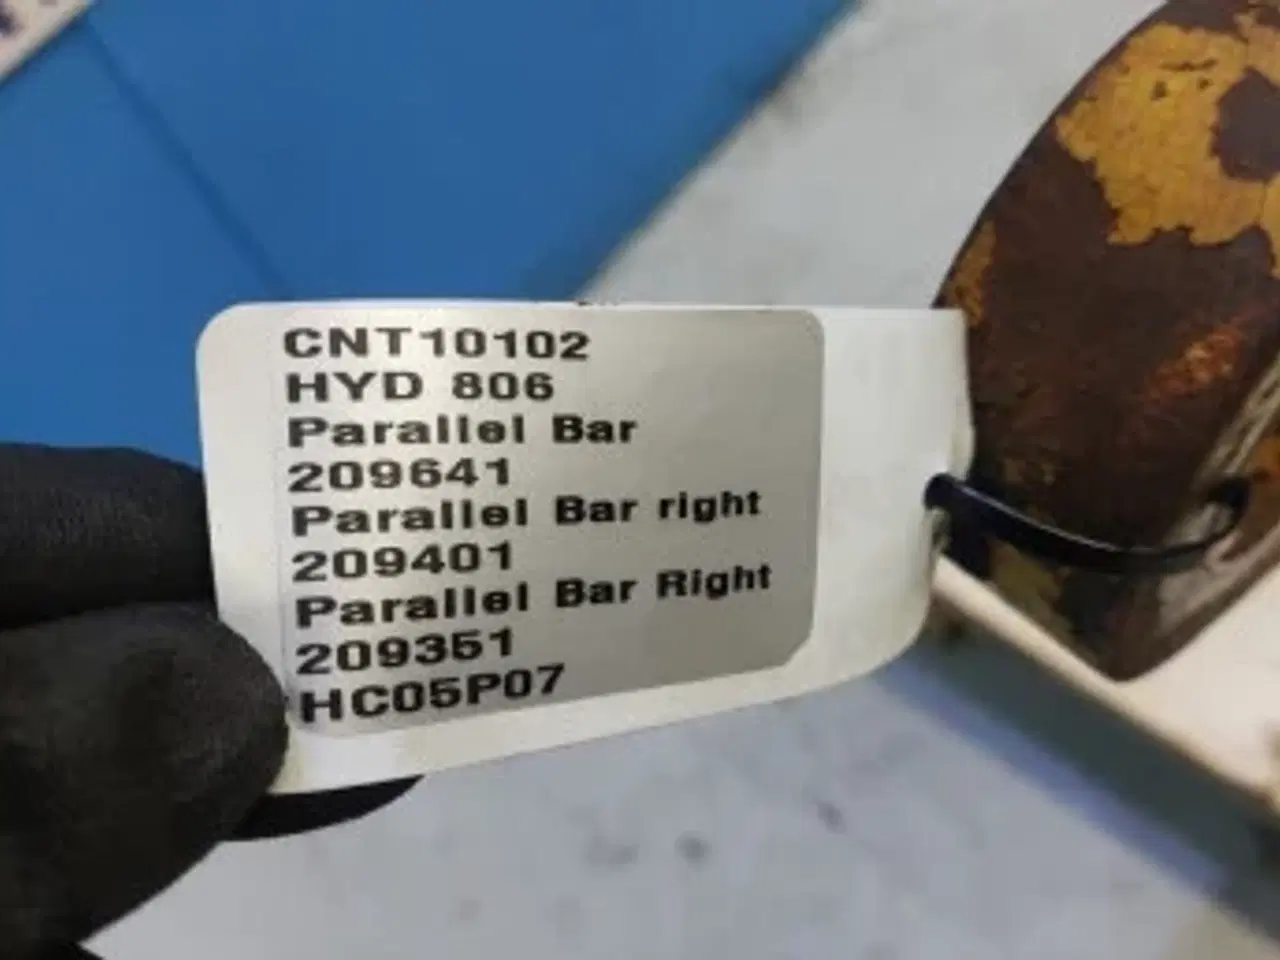 CNT10102
HYD 806
Parallel Bar
209641
Parallel Bar right
209401
Parallel Bar Right
209351
HC05P07